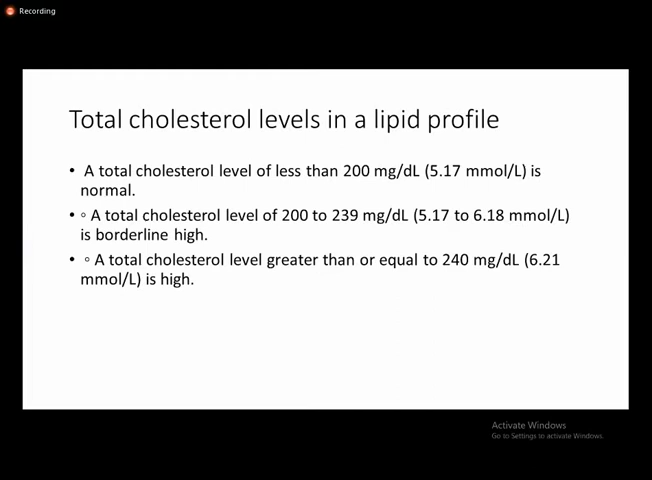 Recording
Total cholesterol levels in a lipid profile
• A total cholesterol level of less than 200 mg/dL (5.17 mmol/L) is
normal.
• ◦ A total cholesterol level of 200 to 239 mg/dL (5.17 to 6.18 mmol/L)
is borderline high.
• ◦ A total cholesterol level greater than or equal to 240 mg/dL (6.21
mmol/L) is high.
Activate Windows
Go to Settings to activate Windows.